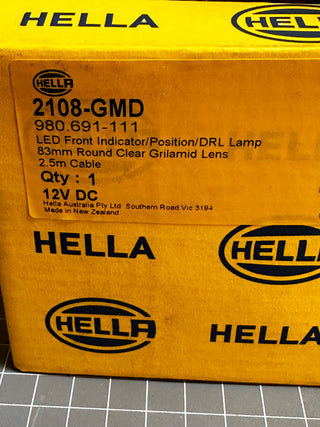 HELLA HELLA
HELLA
2108-GMD
980.691-111
LED Front Indicator/Position/DRL Lamp
83mm Round Clear Grilamid Lens
2.5m Cable
Qty : 1
12V DC
Hella Australia Pty Ltd Southern Road,Vic 3194
Made in New Zealand
HELLA HELLA
HELLA HELLA